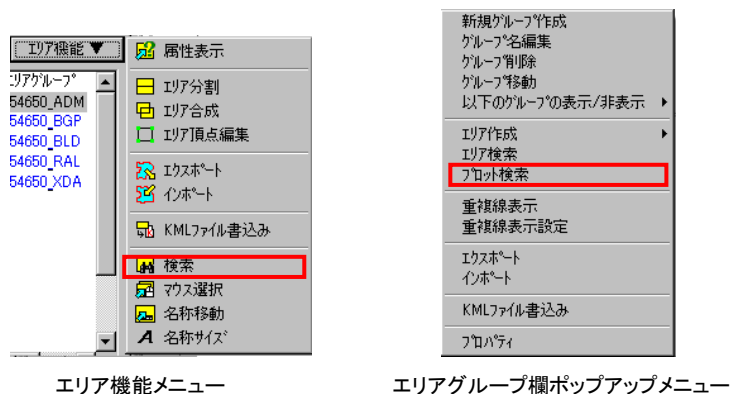 エリア機能 ▼
エリアグループ
54650_ADM
54650_BGP
54650_BLD
54650_RAL
54650_XDA
属性表示
エリア分割
エリア合成
エリア頂点編集
エクスポート
インポート
KMLファイル書込み
検索
マウス選択
名称移動
名称サイズ
エリア機能メニュー
新規グループ作成
グループ名編集
グループ削除
グループ移動
以下のグループの表示/非表示
エリア作成
エリア検索
プロット検索
重複線表示
重複線表示設定
エクスポート
インポート
KMLファイル書込み
プロパティ
エリアグループ欄ポップアップメニュー